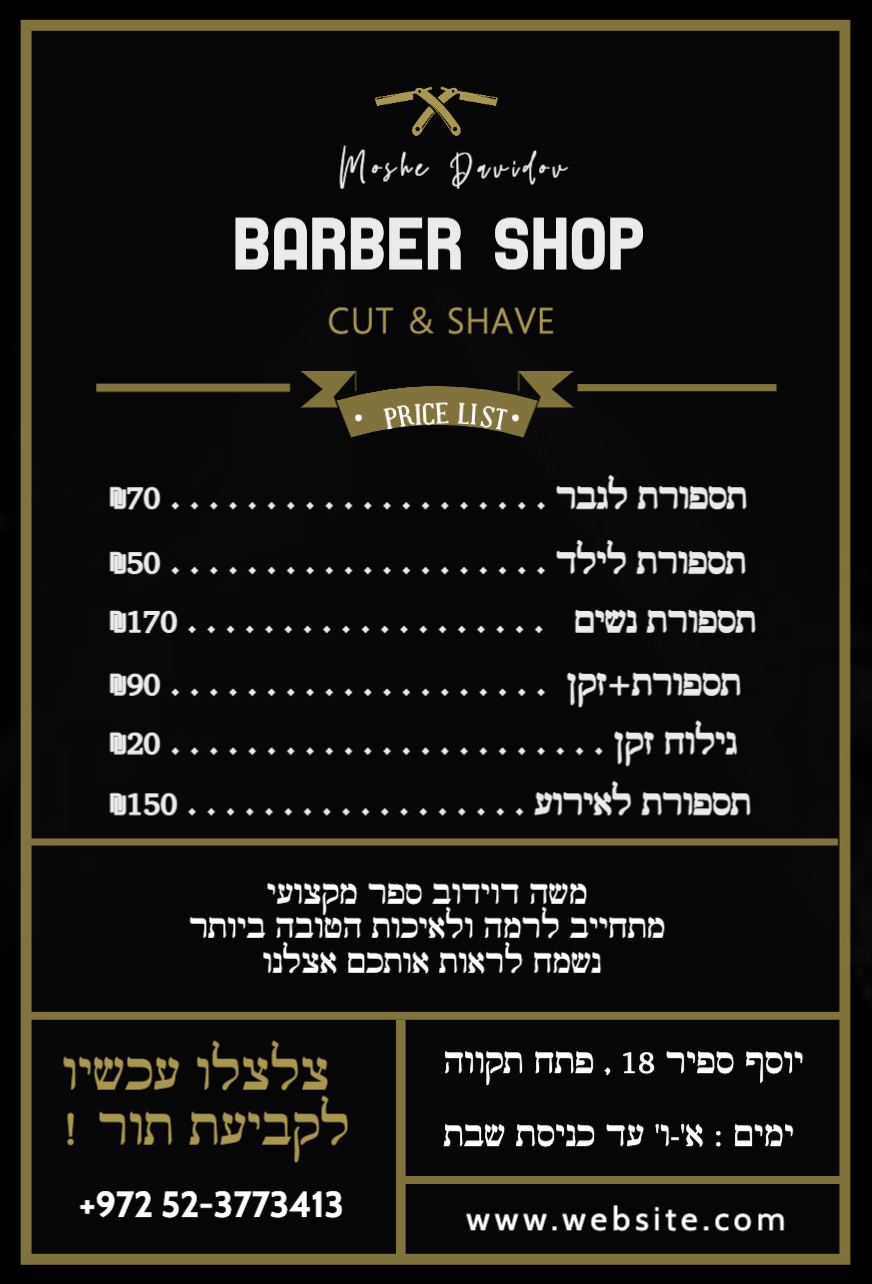 Moshe Davidov
BARBER SHOP
CUT & SHAVE
• PRICE LIST •
תספורת לגבר . . . . . . . . . . . . . . . . . . . . ₪70
תספורת לילד . . . . . . . . . . . . . . . . . . . . ₪50
תספורת נשים . . . . . . . . . . . . . . . . . . . ₪170
תספורת+זקן . . . . . . . . . . . . . . . . . . . . ₪90
גילוח זקן . . . . . . . . . . . . . . . . . . . . . . . ₪20
תספורת לאירוע . . . . . . . . . . . . . . . . . . ₪150
משה דוידוב ספר מקצועי
מתחייב לרמה ולאיכות הטובה ביותר
נשמח לראות אותכם אצלנו
יוסף ספיר 18 , פתח תקווה
ימים : א'-ו' עד כניסת שבת
www.website.com
צלצלו עכשיו
לקביעת תור !
+972 52-3773413